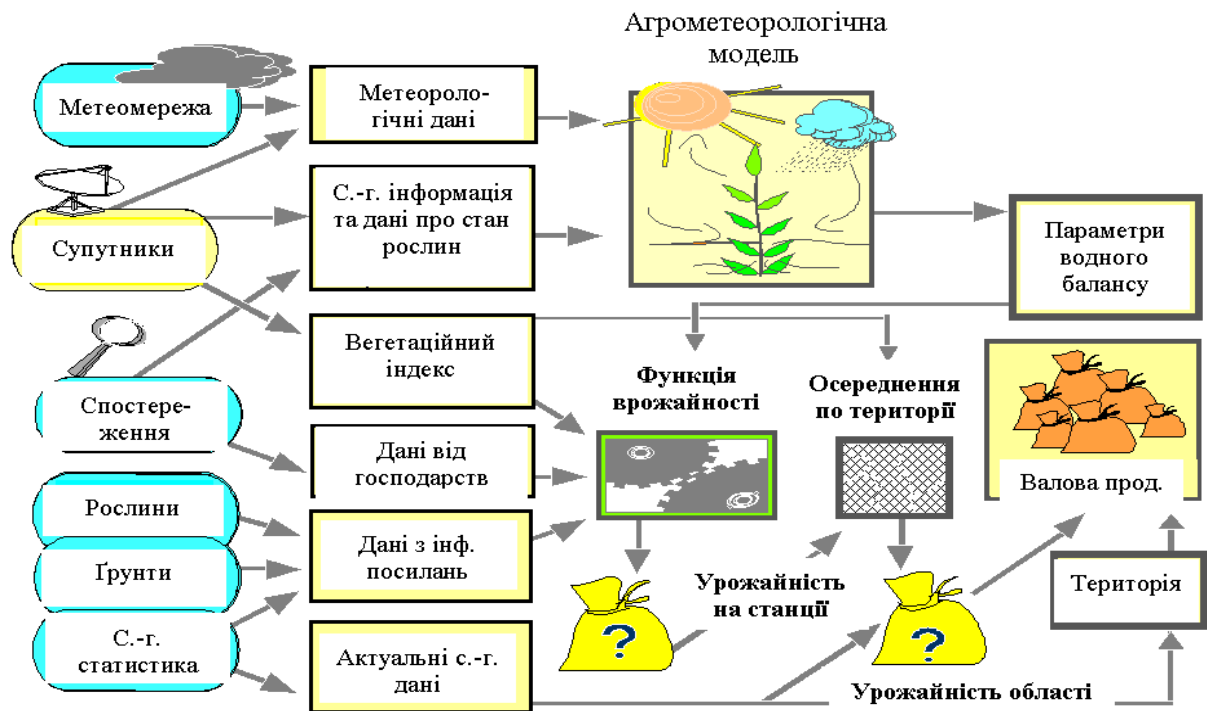 Агрометеорологічна
модель
Метеомережа
Метеороло-
гічні дані
Супутники
С.-г. інформація
та дані про стан
рослин
Параметри
водного
балансу
Вегетаційний
індекс
Функція
врожайності
Осереднення
по території
Спостере-
ження
Дані від
господарств
Валова прод.
Рослини
Ґрунти
Дані з інф.
посилань
Урожайність
на станції
Територія
?
?
С.-г.
статистика
Актуальні с.-г.
дані
Урожайність області